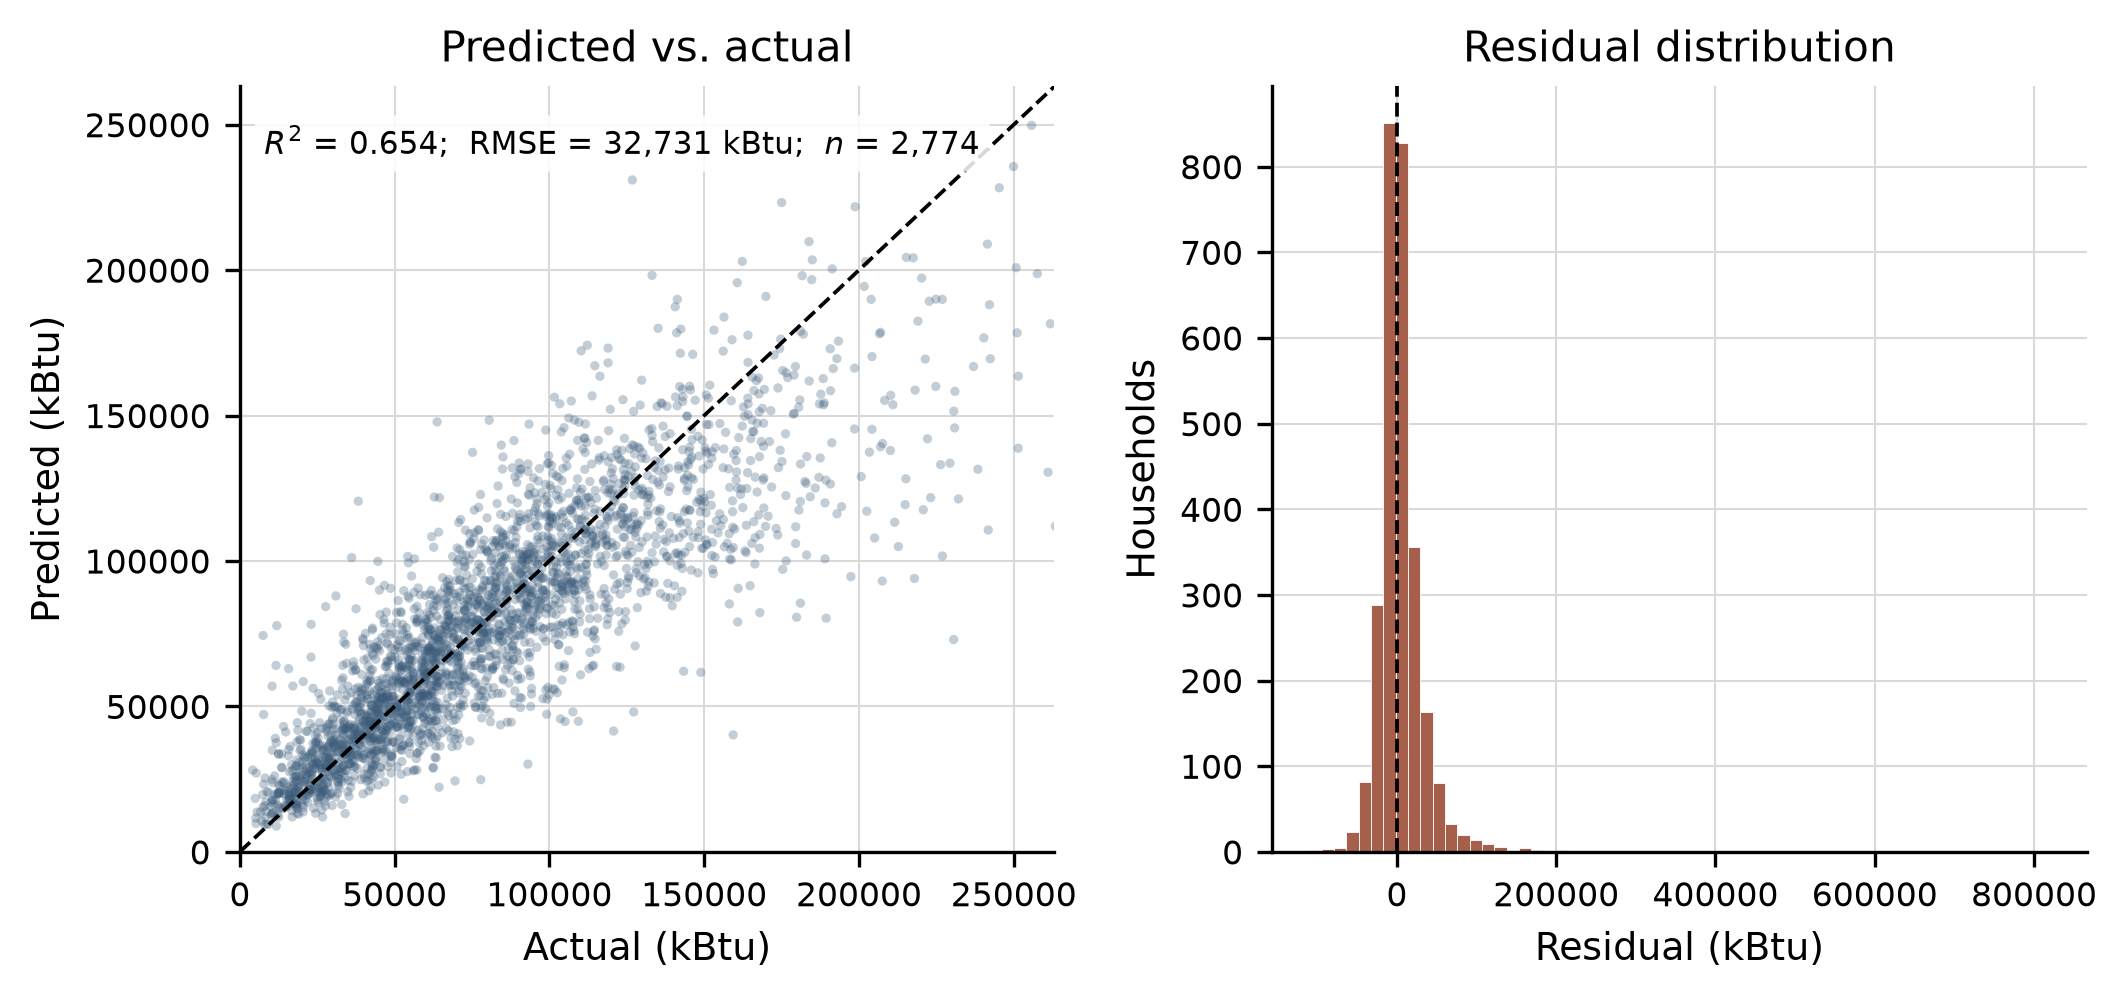 Predicted vs. actual
250000
200000
150000
100000
50000
0
Predicted (kBtu)
R² = 0.654; RMSE = 32,731 kBtu; n = 2,774
0 50000 100000 150000 200000 250000
Actual (kBtu)
Residual distribution
800
700
600
500
400
300
200
100
0
Households
0 200000 400000 600000 800000
Residual (kBtu)